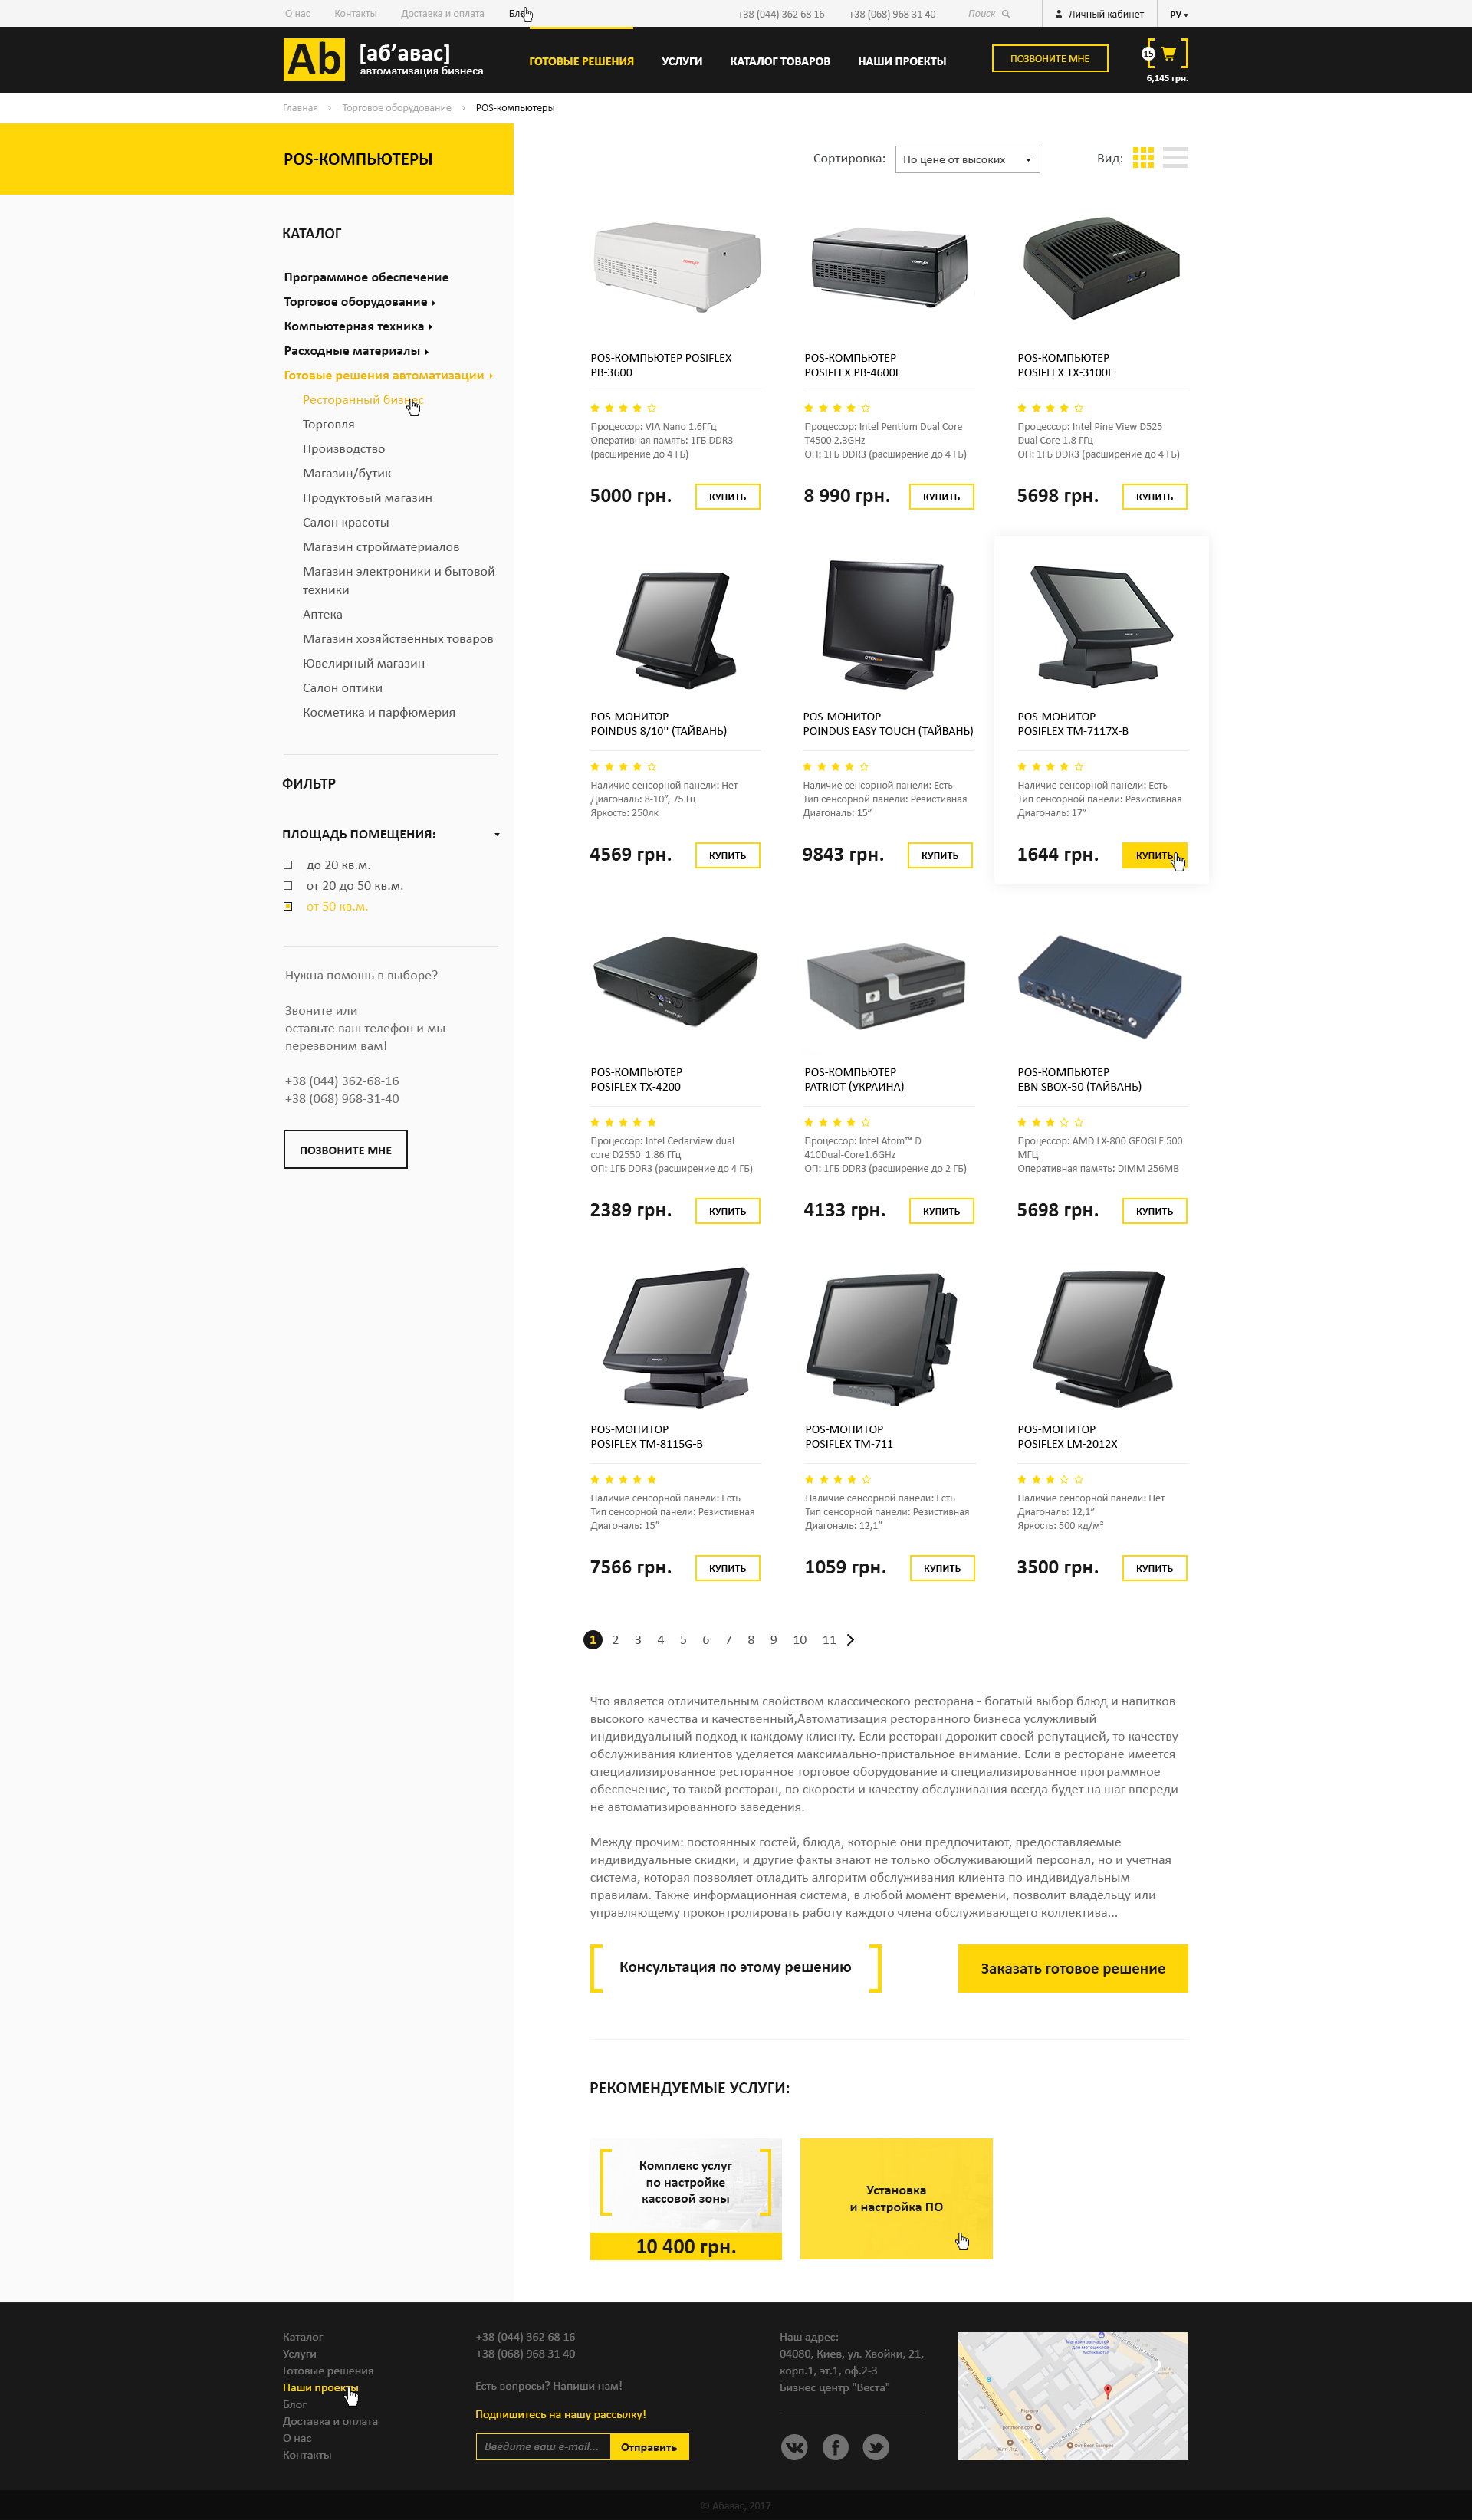 О нас Контакты Доставка и оплата +38 (044) 362 68 16 +38 (068) 968 31 40 Поиск Личный кабинет РУ
Ab [аб’авас]
автоматизация бизнеса
ГОТОВЫЕ РЕШЕНИЯ УСЛУГИ КАТАЛОГ ТОВАРОВ НАШИ ПРОЕКТЫ ПОЗВОНИТЕ МНЕ 15
6,145 грн.
Главная > Торговое оборудование > POS-компьютеры
POS-КОМПЬЮТЕРЫ
КАТАЛОГ
Программное обеспечение
Торговое оборудование
Компьютерная техника
Расходные материалы
Готовые решения автоматизации
Ресторанный бизнес
Торговля
Производство
Магазин/бутик
Продуктовый магазин
Салон красоты
Магазин стройматериалов
Магазин электроники и бытовой
техники
Аптека
Магазин хозяйственных товаров
Ювелирный магазин
Салон оптики
Косметика и парфюмерия
ФИЛЬТР
ПЛОЩАДЬ ПОМЕЩЕНИЯ:
до 20 кв.м.
от 20 до 50 кв.м.
от 50 кв.м.
Нужна помошь в выборе?
Звоните или
оставьте ваш телефон и мы
перезвоним вам!
+38 (044) 362-68-16
+38 (068) 968-31-40
ПОЗВОНИТЕ МНЕ
Сортировка: По цене от высоких Вид:
POS-КОМПЬЮТЕР POSIFLEX
PB-3600
Процессор: VIA Nano 1.6ГГц
Оперативная память: 1ГБ DDR3
(расширение до 4 ГБ)
5000 грн. КУПИТЬ
POS-КОМПЬЮТЕР
POSIFLEX PB-4600E
Процессор: Intel Pentium Dual Core
T4500 2.3GHz
ОП: 1ГБ DDR3 (расширение до 4 ГБ)
8 990 грн. КУПИТЬ
POS-КОМПЬЮТЕР
POSIFLEX TX-3100E
Процессор: Intel Pine View D525
Dual Core 1.8 ГГц
ОП: 1ГБ DDR3 (расширение до 4 ГБ)
5698 грн. КУПИТЬ
POS-МОНИТОР
POINDUS 8/10" (ТАЙВАНЬ)
Наличие сенсорной панели: Нет
Диагональ: 8-10”, 75 Гц
Яркость: 250лк
4569 грн. КУПИТЬ
POS-МОНИТОР
POINDUS EASY TOUCH (ТАЙВАНЬ)
Наличие сенсорной панели: Есть
Тип сенсорной панели: Резистивная
Диагональ: 15”
9843 грн. КУПИТЬ
POS-МОНИТОР
POSIFLEX TM-7117X-B
Наличие сенсорной панели: Есть
Тип сенсорной панели: Резистивная
Диагональ: 17”
1644 грн. КУПИТЬ
POS-КОМПЬЮТЕР
POSIFLEX TX-4200
Процессор: Intel Cedarview dual
core D2550 1.86 ГГц
ОП: 1ГБ DDR3 (расширение до 4 ГБ)
2389 грн. КУПИТЬ
POS-КОМПЬЮТЕР
PATRIOT (УКРАИНА)
Процессор: Intel Atom™ D
410Dual-Core1.6GHz
ОП: 1ГБ DDR3 (расширение до 2 ГБ)
4133 грн. КУПИТЬ
POS-КОМПЬЮТЕР
EBN SBOX-50 (ТАЙВАНЬ)
Процессор: AMD LX-800 GEOGLE 500
МГЦ
Оперативная память: DIMM 256MB
5698 грн. КУПИТЬ
POS-МОНИТОР
POSIFLEX TM-8115G-B
Наличие сенсорной панели: Есть
Тип сенсорной панели: Резистивная
Диагональ: 15”
7566 грн. КУПИТЬ
POS-МОНИТОР
POSIFLEX TM-711
Наличие сенсорной панели: Есть
Тип сенсорной панели: Резистивная
Диагональ: 12,1”
1059 грн. КУПИТЬ
POS-МОНИТОР
POSIFLEX LM-2012X
Наличие сенсорной панели: Нет
Диагональ: 12,1”
Яркость: 500 кд/м²
3500 грн. КУПИТЬ
1 2 3 4 5 6 7 8 9 10 11
Что является отличительным свойством классического ресторана - богатый выбор блюд и напитков
высокого качества и качественный,Автоматизация ресторанного бизнеса услужливый
индивидуальный подход к каждому клиенту. Если ресторан дорожит своей репутацией, то качеству
обслуживания клиентов уделяется максимально-пристальное внимание. Если в ресторане имеется
специализированное ресторанное торговое оборудование и специализированное программное
обеспечение, то такой ресторан, по скорости и качеству обслуживания всегда будет на шаг впереди
не автоматизированного заведения.
Между прочим: постоянных гостей, блюда, которые они предпочитают, предоставляемые
индивидуальные скидки, и другие факты знают не только обслуживающий персонал, но и учетная
система, которая позволяет отладить алгоритм обслуживания клиента по индивидуальным
правилам. Также информационная система, в любой момент времени, позволит владельцу или
управляющему проконтролировать работу каждого члена обслуживающего коллектива...
Консультация по этому решению
Заказать готовое решение
РЕКОМЕНДУЕМЫЕ УСЛУГИ:
Комплекс услуг
по настройке
кассовой зоны
10 400 грн.
Установка
и настройка ПО
Каталог
Услуги
Готовые решения
Наши проекты
Блог
Доставка и оплата
О нас
Контакты
+38 (044) 362 68 16
+38 (068) 968 31 40
Есть вопросы? Напиши нам!
Подпишитесь на нашу рассылку!
Введите ваш e-mail... Отправить
Наш адрес:
04080, Киев, ул. Хвойки, 21,
корп.1, эт.1, оф.2-3
Бизнес центр "Веста"
© Абавас, 2017